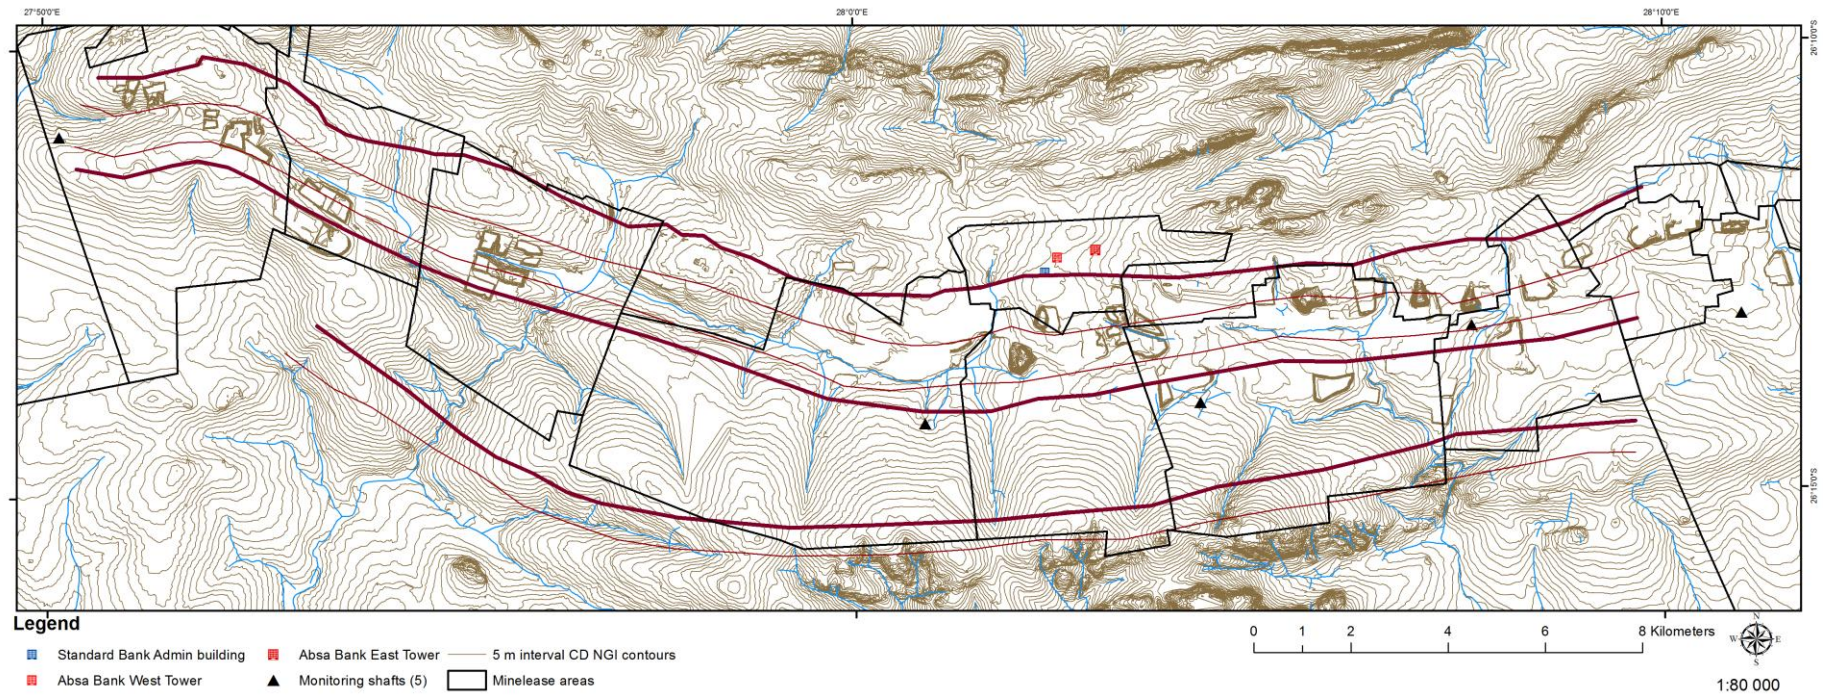 27°50'0"E 28°0'0"E 28°10'0"E
26°10'0"S
26°15'0"S
Legend
Standard Bank Admin building Absa Bank East Tower 5 m interval CD NGI contours
Absa Bank West Tower Monitoring shafts (5) Minelease areas
0 1 2 4 6 8 Kilometers
N
W E
S
1:80 000